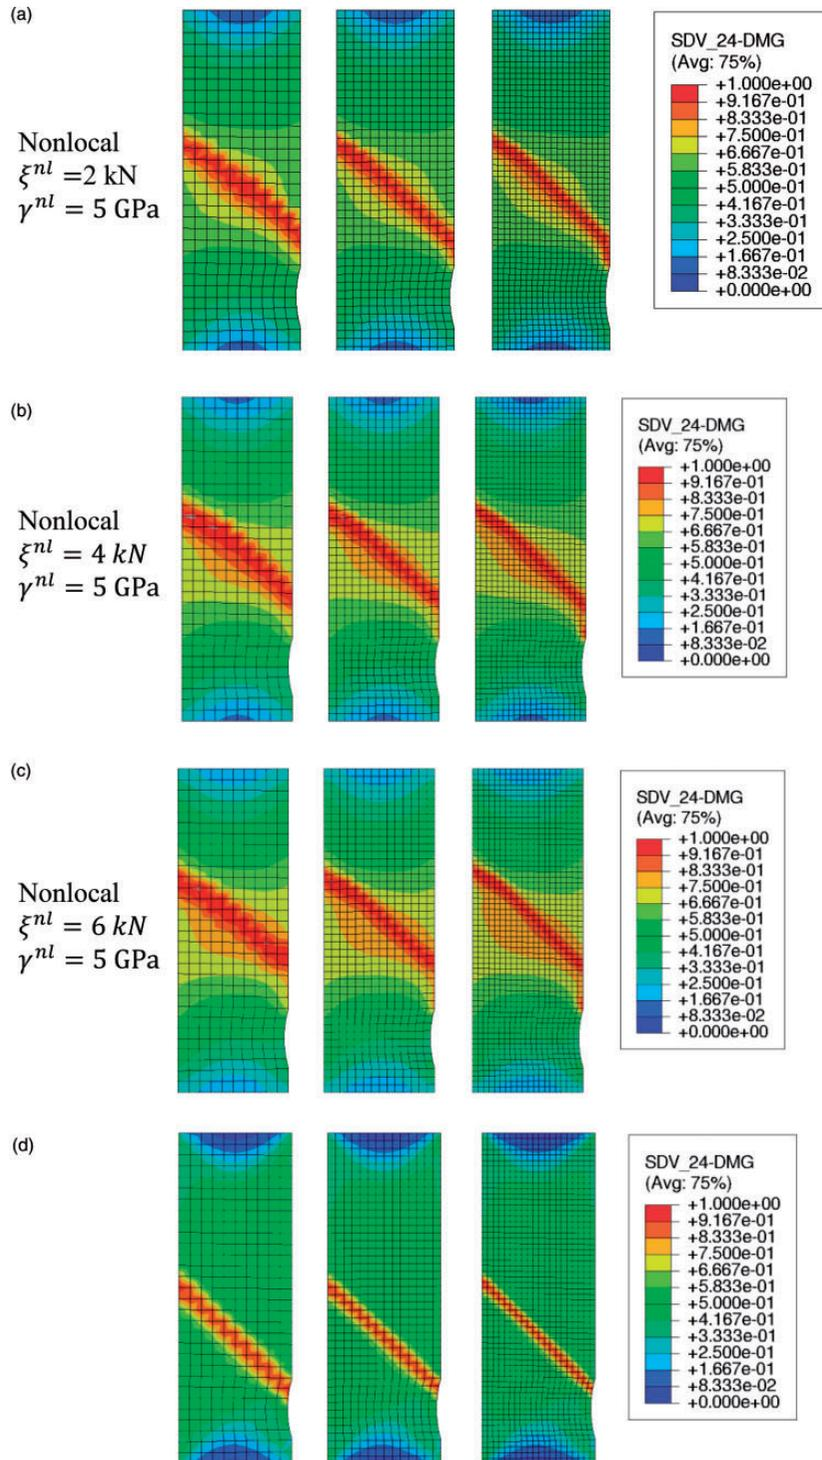 (a)
Nonlocal
ξ^{nl} =2 kN
γ^{nl} = 5 GPa
SDV_24-DMG
(Avg: 75%)
+1.000e+00
+9.167e-01
+8.333e-01
+7.500e-01
+6.667e-01
+5.833e-01
+5.000e-01
+4.167e-01
+3.333e-01
+2.500e-01
+1.667e-01
+8.333e-02
+0.000e+00
(b)
Nonlocal
ξ^{nl} = 4 kN
γ^{nl} = 5 GPa
SDV_24-DMG
(Avg: 75%)
+1.000e+00
+9.167e-01
+8.333e-01
+7.500e-01
+6.667e-01
+5.833e-01
+5.000e-01
+4.167e-01
+3.333e-01
+2.500e-01
+1.667e-01
+8.333e-02
+0.000e+00
(c)
Nonlocal
ξ^{nl} = 6 kN
γ^{nl} = 5 GPa
SDV_24-DMG
(Avg: 75%)
+1.000e+00
+9.167e-01
+8.333e-01
+7.500e-01
+6.667e-01
+5.833e-01
+5.000e-01
+4.167e-01
+3.333e-01
+2.500e-01
+1.667e-01
+8.333e-02
+0.000e+00
(d)
SDV_24-DMG
(Avg: 75%)
+1.000e+00
+9.167e-01
+8.333e-01
+7.500e-01
+6.667e-01
+5.833e-01
+5.000e-01
+4.167e-01
+3.333e-01
+2.500e-01
+1.667e-01
+8.333e-02
+0.000e+00